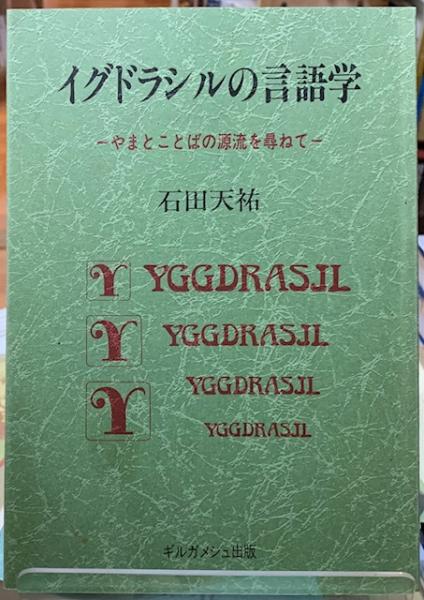 イグドラシルの言語学
－やまとことばの源流を尋ねて－
石田天祐
Y YGGDRASJL
Y YGGDRASJL
Y YGGDRASJL
YGGDRASJL
ギルガメシュ出版